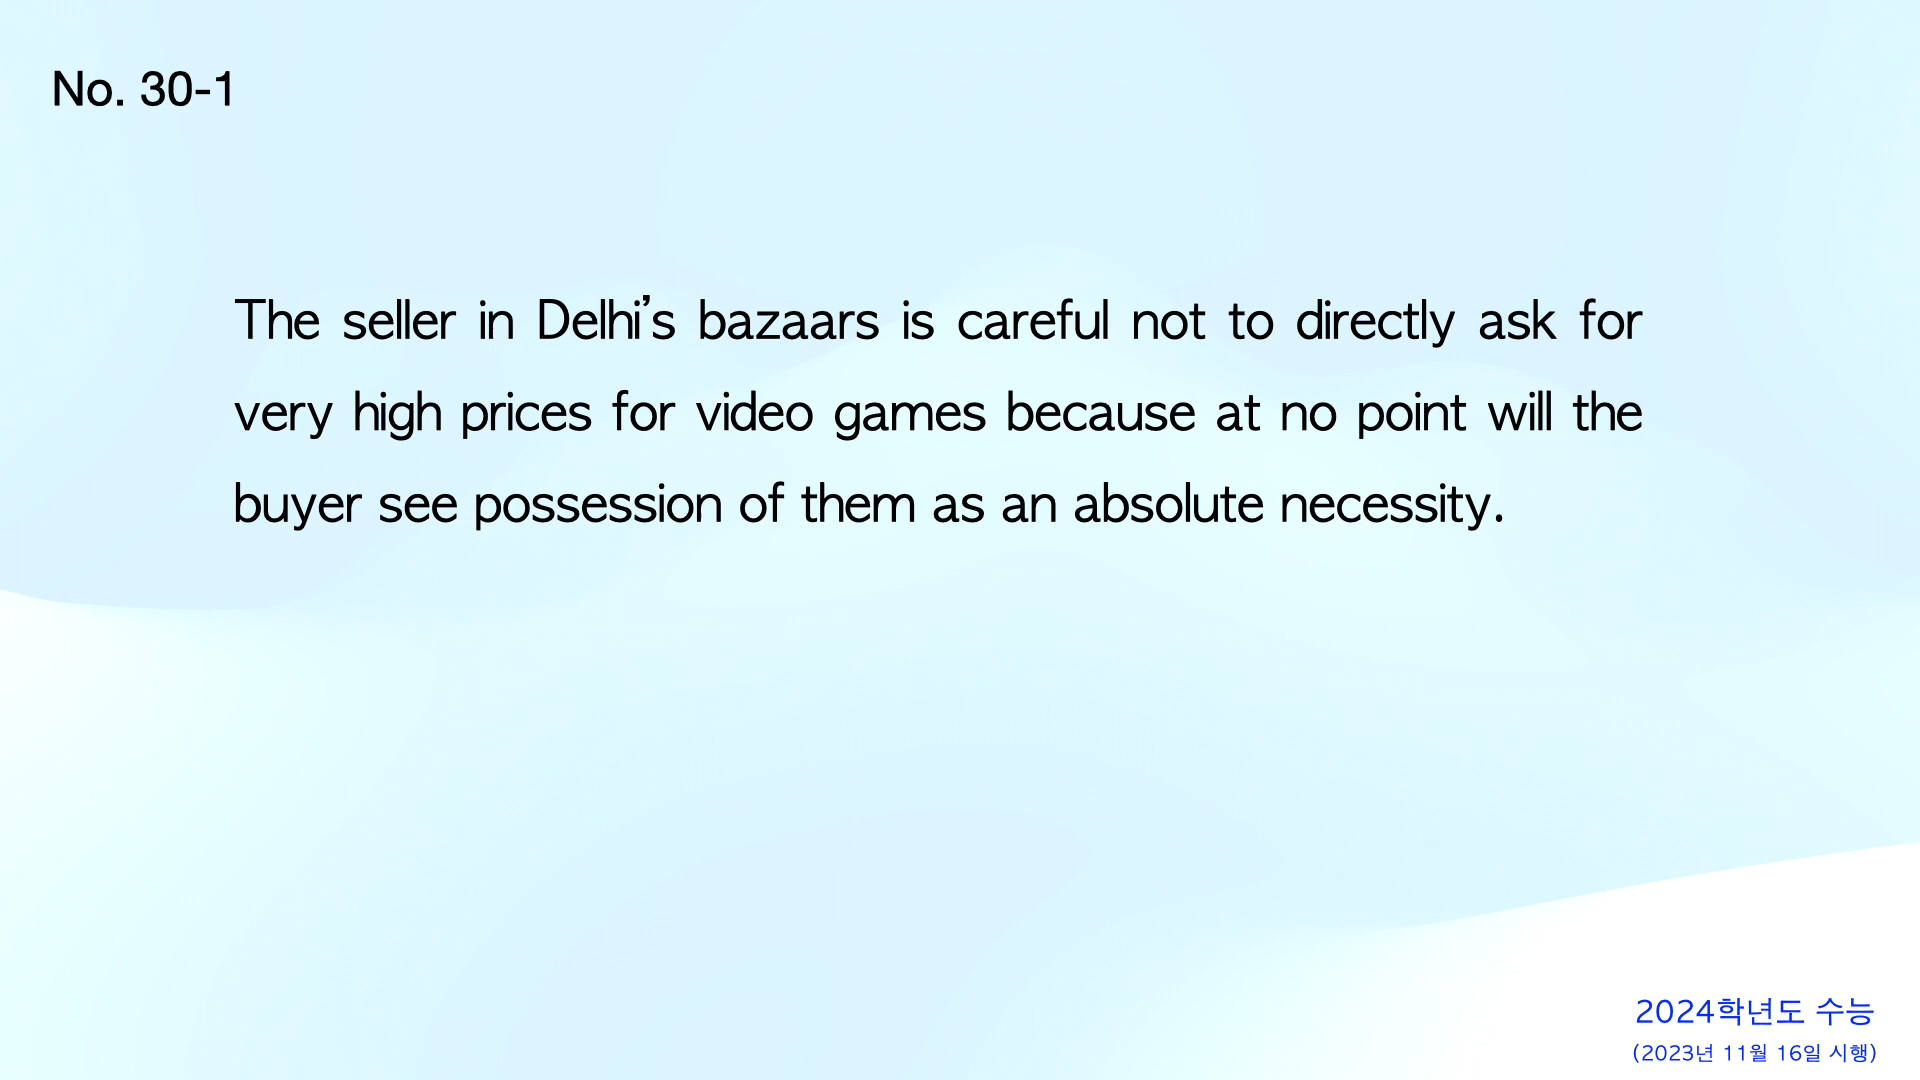 No. 30-1
The seller in Delhi's bazaars is careful not to directly ask for
very high prices for video games because at no point will the
buyer see possession of them as an absolute necessity.
2024학년도 수능
(2023년 11월 16일 시행)